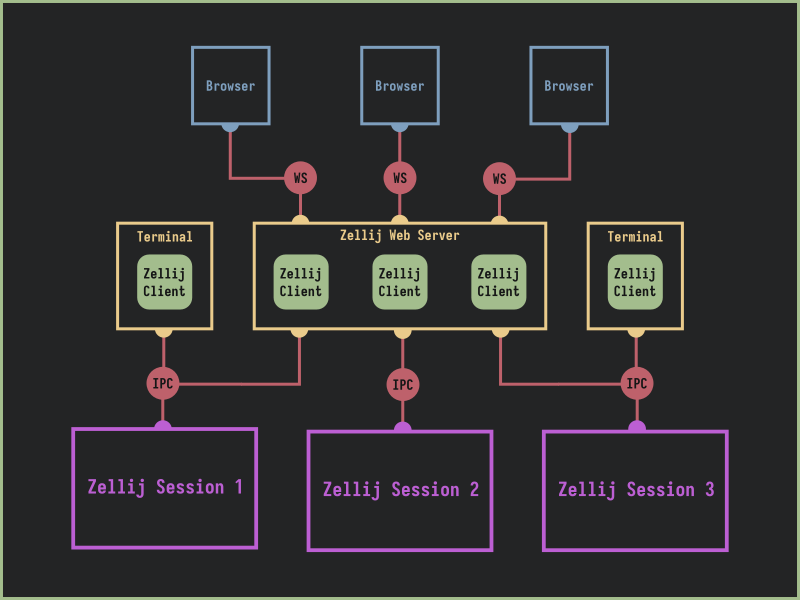 Browser
Browser
Browser
WS
WS
WS
Terminal
Zellij Web Server
Terminal
Zellij
Client
Zellij
Client
Zellij
Client
Zellij
Client
Zellij
Client
IPC
IPC
IPC
Zellij Session 1
Zellij Session 2
Zellij Session 3